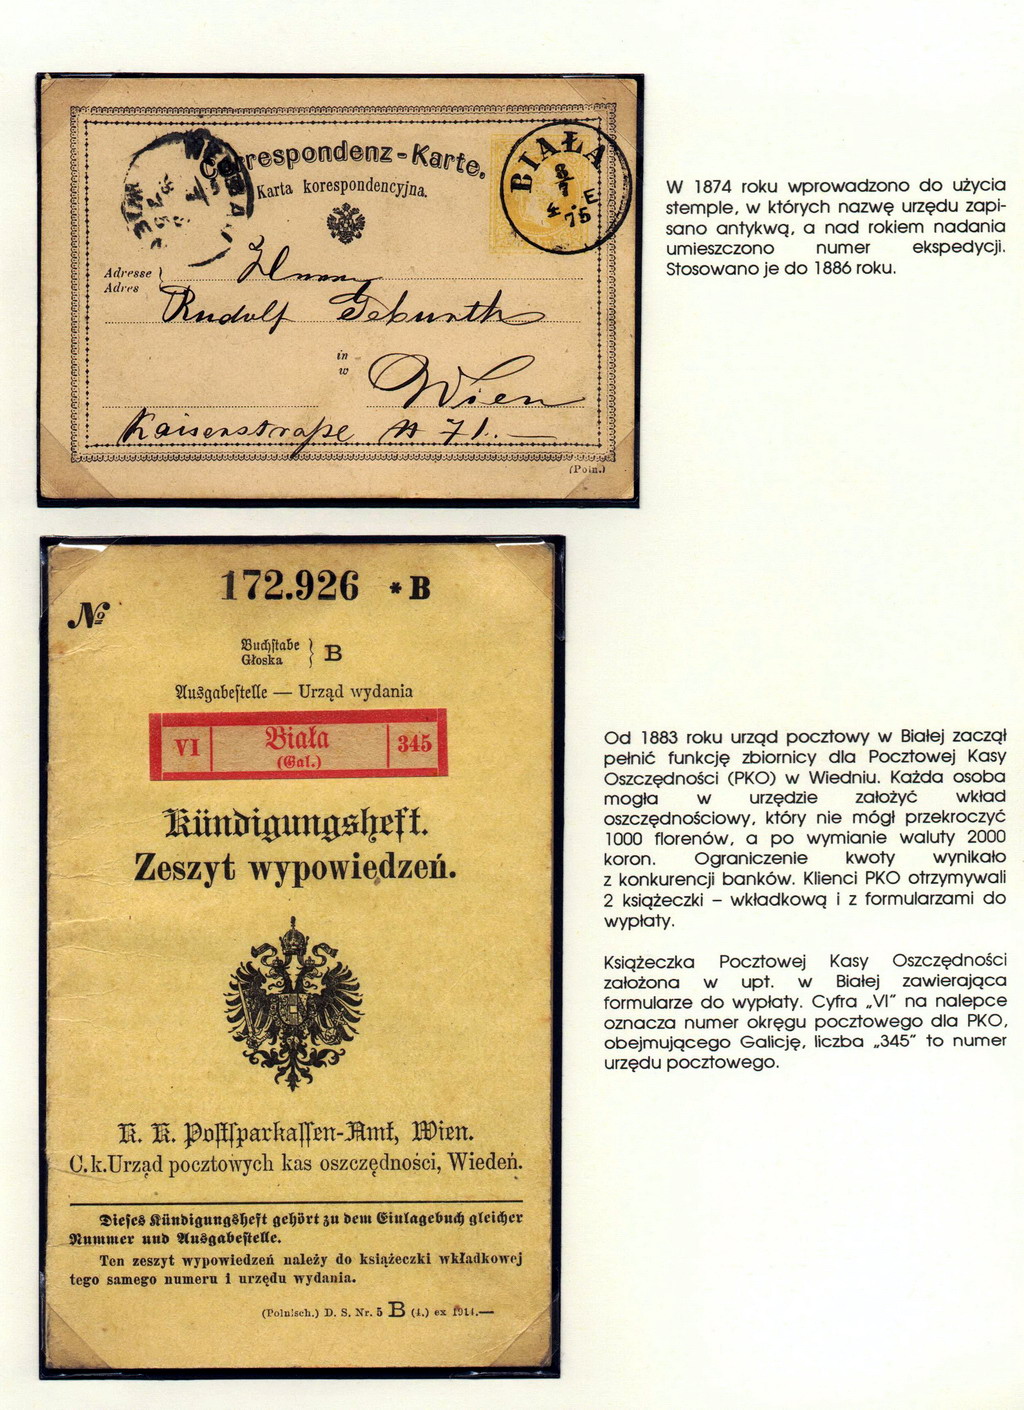 Correspondenz-Karte.
Karta korespondencyjna.
BIAŁA
8/7
4. E
75
Adresse
Adres
Herrn
Rudolf Geburth
in
w
Wien
Kaiserstraße № 71.
(Poln.)
W 1874 roku wprowadzono do użycia
stemple, w których nazwę urzędu zapi-
sano antykwą, a nad rokiem nadania
umieszczono numer ekspedycji.
Stosowano je do 1886 roku.
№ 172.926 * B
Buchstabe
Głoska
B
Ausgabestelle — Urząd wydania
VI Biała 345
(Gal.)
Kündigungsheft.
Zeszyt wypowiedzeń.
K. K. Postsparkassen-Amt, Wien.
C.k.Urząd pocztowych kas oszczędności, Wiedeń.
Dieses Kündigungsheft gehört zu dem Einlagebuch gleicher
Nummer und Ausgabestelle.
Ten zeszyt wypowiedzeń należy do książeczki wkładkowej
tego samego numeru i urzędu wydania.
(Polnisch.) D. S. Nr. 5 B (4.) ex 1914.—
Od 1883 roku urząd pocztowy w Białej zaczął
pełnić funkcję zbiornicy dla Pocztowej Kasy
Oszczędności (PKO) w Wiedniu. Każda osoba
mogła w urzędzie założyć wkład
oszczędnościowy, który nie mógł przekroczyć
1000 florenów, a po wymianie waluty 2000
koron. Ograniczenie kwoty wynikało
z konkurencji banków. Klienci PKO otrzymywali
2 książeczki – wkładkową i z formularzami do
wypłaty.
Książeczka Pocztowej Kasy Oszczędności
założona w upt. w Białej zawierająca
formularze do wypłaty. Cyfra „VI" na nalepce
oznacza numer okręgu pocztowego dla PKO,
obejmującego Galicję, liczba „345" to numer
urzędu pocztowego.